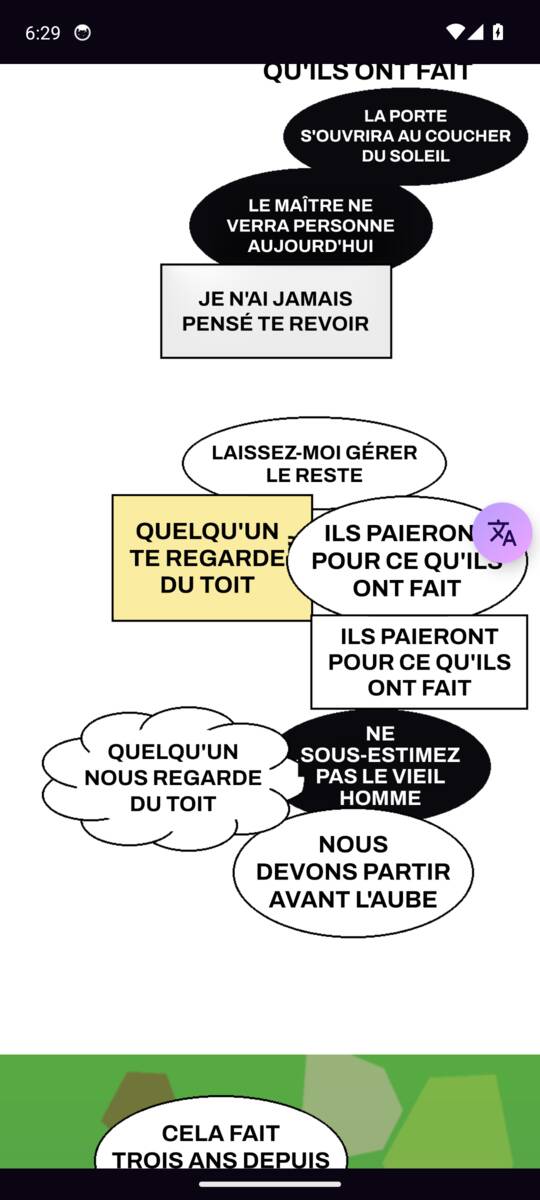 6:29
QU'ILS ONT FAIT
LA PORTE
S'OUVRIRA AU COUCHER
DU SOLEIL
LE MAÎTRE NE
VERRA PERSONNE
AUJOURD'HUI
JE N'AI JAMAIS
PENSÉ TE REVOIR
LAISSEZ-MOI GÉRER
LE RESTE
QUELQU'UN
TE REGARDE
DU TOIT
ILS PAIERON
POUR CE QU'ILS
ONT FAIT
ILS PAIERONT
POUR CE QU'ILS
ONT FAIT
NE
SOUS-ESTIMEZ
PAS LE VIEIL
HOMME
QUELQU'UN
NOUS REGARDE
DU TOIT
NOUS
DEVONS PARTIR
AVANT L'AUBE
CELA FAIT
TROIS ANS DEPUIS